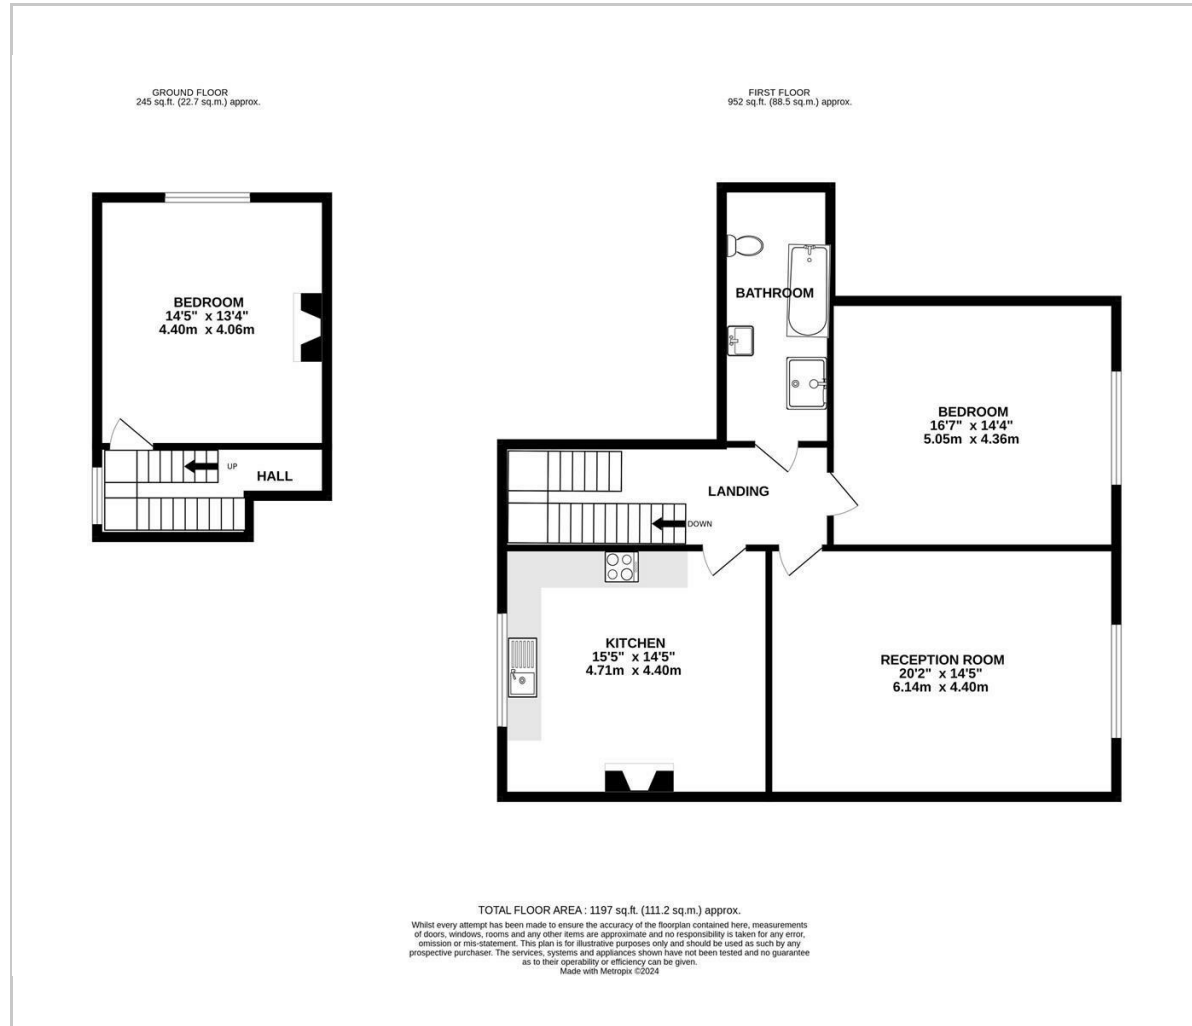 GROUND FLOOR
245 sq.ft. (22.7 sq.m.) approx.
FIRST FLOOR
952 sq.ft. (88.5 sq.m.) approx.
BEDROOM
14'5" x 13'4"
4.40m x 4.06m
UP
HALL
BATHROOM
BEDROOM
16'7" x 14'4"
5.05m x 4.36m
LANDING
DOWN
KITCHEN
15'5" x 14'5"
4.71m x 4.40m
RECEPTION ROOM
20'2" x 14'5"
6.14m x 4.40m
TOTAL FLOOR AREA : 1197 sq.ft. (111.2 sq.m.) approx.
Whilst every attempt has been made to ensure the accuracy of the floorplan contained here, measurements
of doors, windows, rooms and any other items are approximate and no responsibility is taken for any error,
omission or mis-statement. This plan is for illustrative purposes only and should be used as such by any
prospective purchaser. The services, systems and appliances shown have not been tested and no guarantee
as to their operability or efficiency can be given.
Made with Metropix ©2024